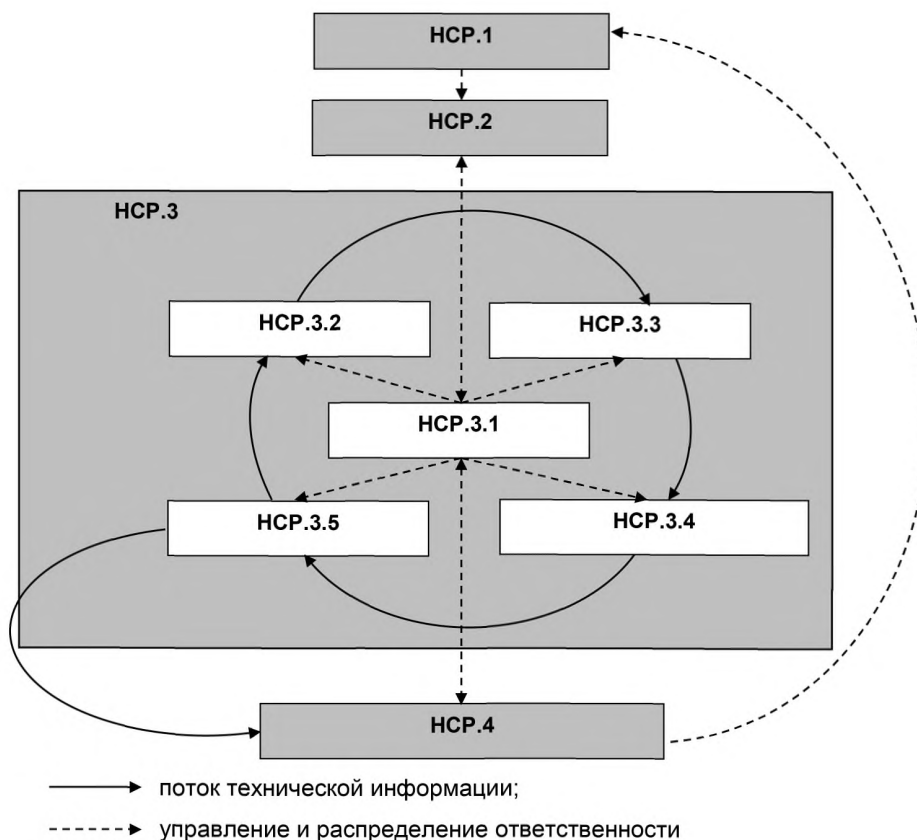 НСР.1
НСР.2
НСР.3
НСР.3.2
НСР.3.3
НСР.3.1
НСР.3.5
НСР.3.4
НСР.4
поток технической информации;
управление и распределение ответственности